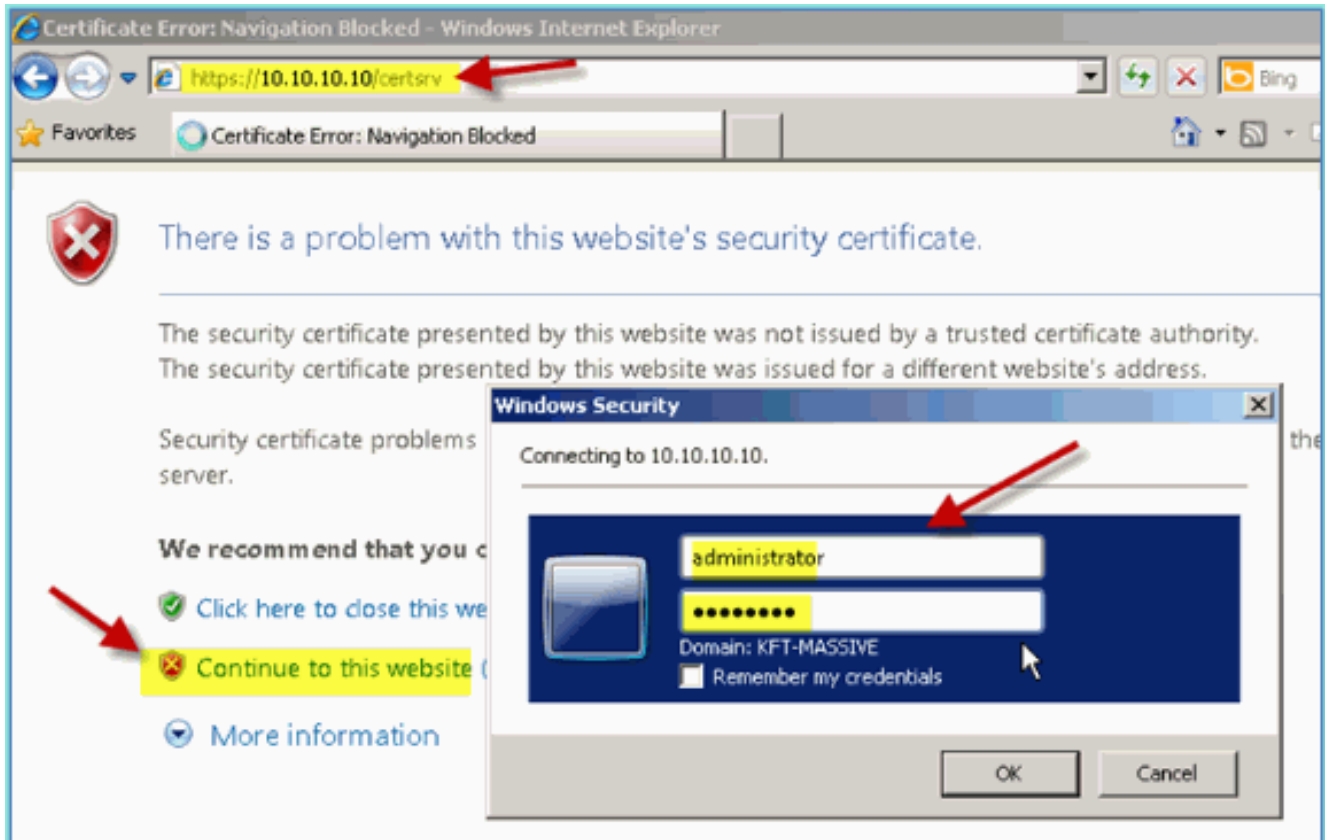 Certificate Error: Navigation Blocked - Windows Internet Explorer
https://10.10.10.10/certsrv
Bing
Favorites
Certificate Error: Navigation Blocked
There is a problem with this website's security certificate.
The security certificate presented by this website was not issued by a trusted certificate authority.
The security certificate presented by this website was issued for a different website's address.
Security certificate problems
the
server.
We recommend that you c
Click here to close this we
Continue to this website (
More information
Windows Security
Connecting to 10.10.10.10.
administrator
••••••••
Domain: KFT-MASSIVE
Remember my credentials
OK
Cancel